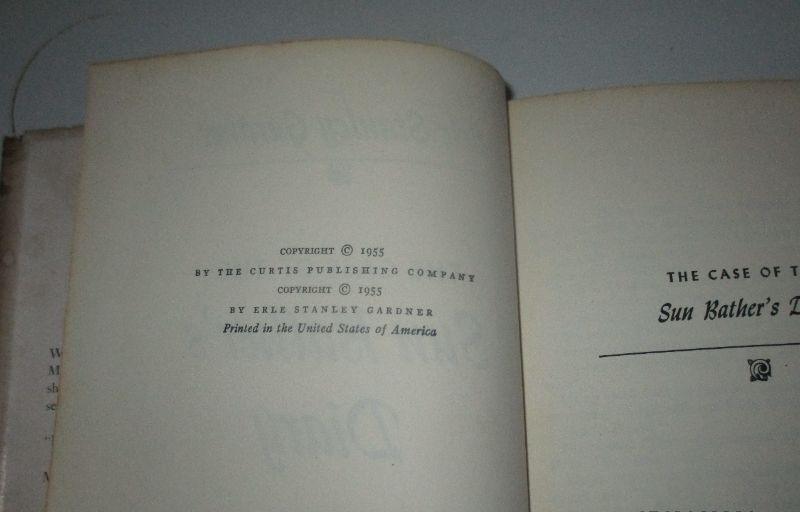 COPYRIGHT © 1955
BY THE CURTIS PUBLISHING COMPANY
COPYRIGHT © 1955
BY ERLE STANLEY GARDNER
Printed in the United States of America
THE CASE OF T
Sun Bather's D